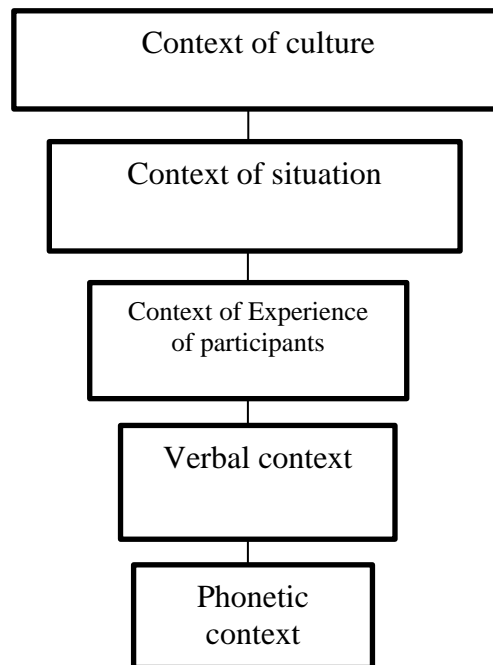 Context of culture
Context of situation
Context of Experience
of participants
Verbal context
Phonetic
context